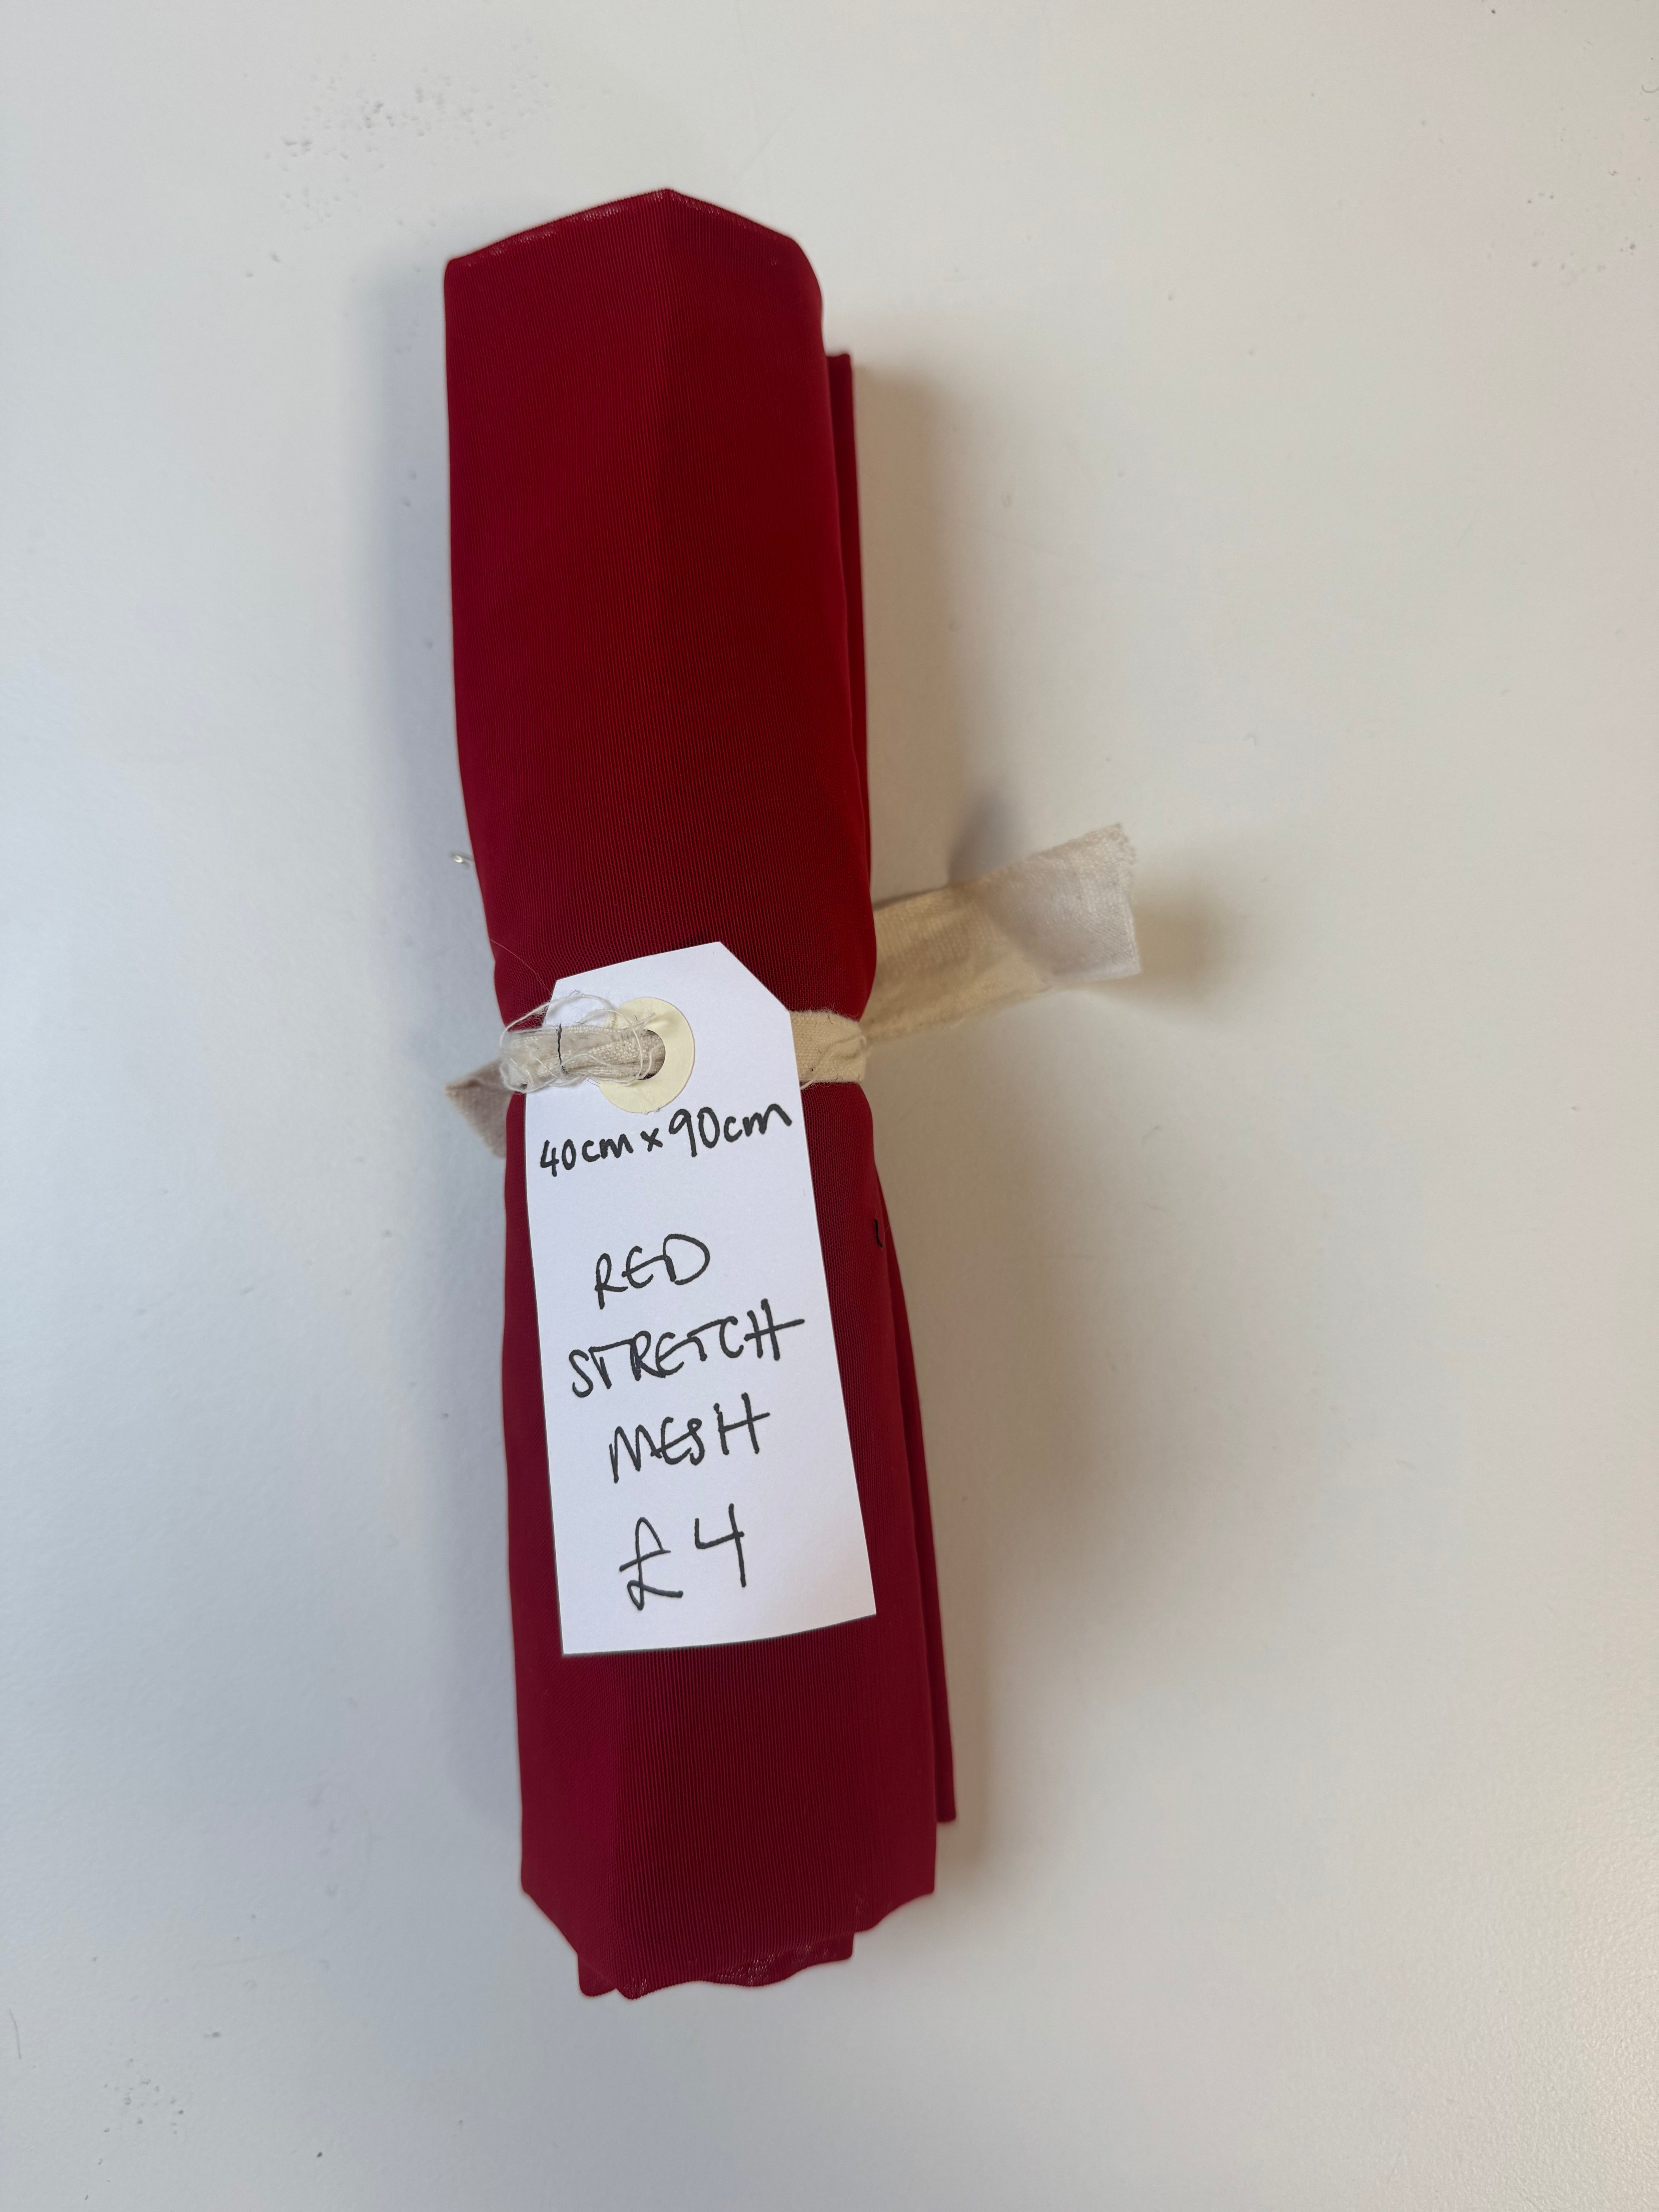 40cm x 90cm
RED
STRETCH
MESH
£4